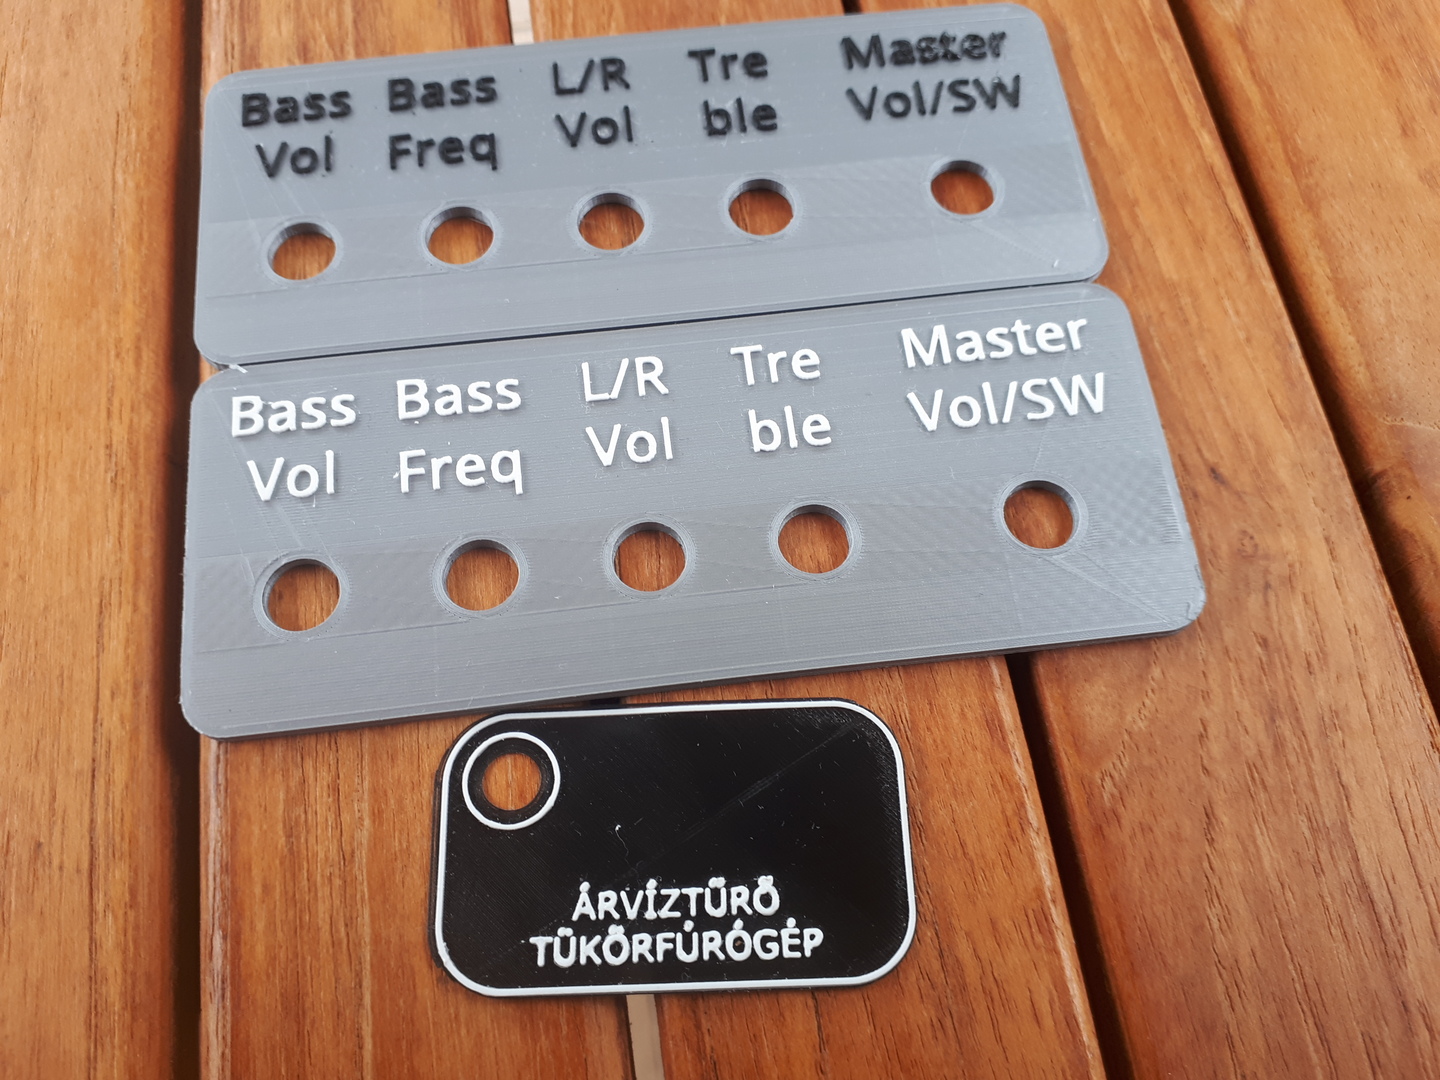 Bass Bass L/R Tre Master
Vol Freq Vol ble Vol/SW
Bass Bass L/R Tre Master
Vol Freq Vol ble Vol/SW
ÁRVÍZTŰRŐ
TÜKÖRFÚRÓGÉP